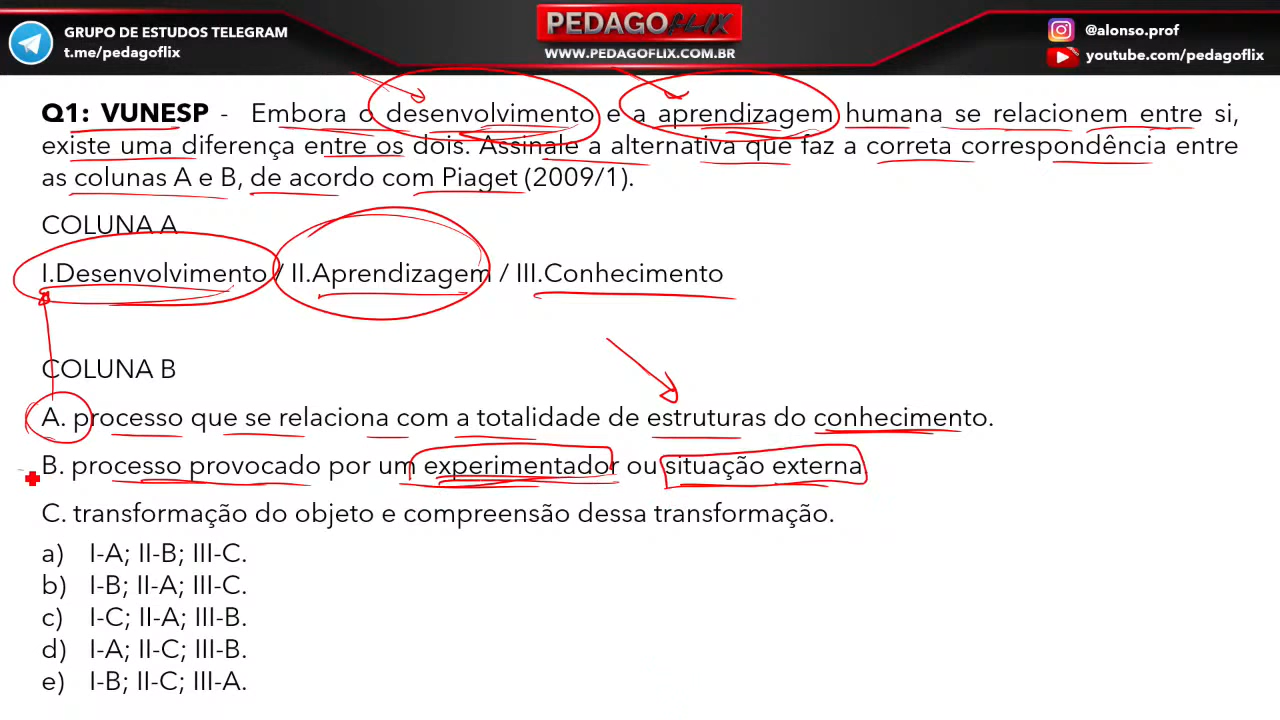 GRUPO DE ESTUDOS TELEGRAM
t.me/pedagoflix
PEDAGOFLIX
WWW.PEDAGOFLIX.COM.BR
@alonso.prof
youtube.com/pedagoflix
Q1: VUNESP - Embora o desenvolvimento e a aprendizagem humana se relacionem entre si,
existe uma diferença entre os dois. Assinale a alternativa que faz a correta correspondência entre
as colunas A e B, de acordo com Piaget (2009/1).
COLUNA A
I.Desenvolvimento / II.Aprendizagem / III.Conhecimento
COLUNA B
A. processo que se relaciona com a totalidade de estruturas do conhecimento.
B. processo provocado por um experimentador ou situação externa.
C. transformação do objeto e compreensão dessa transformação.
a) I-A; II-B; III-C.
b) I-B; II-A; III-C.
c) I-C; II-A; III-B.
d) I-A; II-C; III-B.
e) I-B; II-C; III-A.